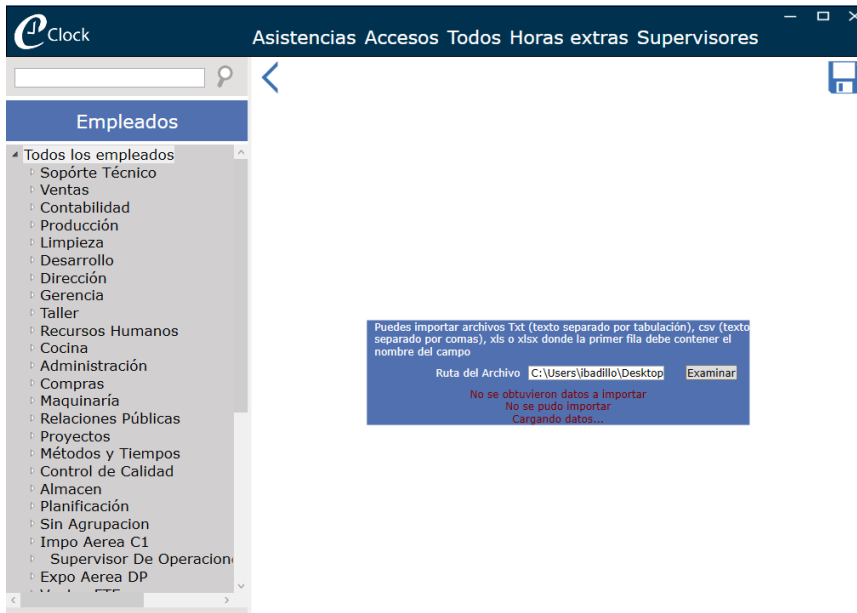 eClock
Asistencias Accesos Todos Horas extras Supervisores
Empleados
Todos los empleados
Sopórte Técnico
Ventas
Contabilidad
Producción
Limpieza
Desarrollo
Dirección
Gerencia
Taller
Recursos Humanos
Cocina
Administración
Compras
Maquinaría
Relaciones Públicas
Proyectos
Métodos y Tiempos
Control de Calidad
Almacen
Planificación
Sin Agrupacion
Impo Aerea C1
Supervisor De Operacion
Expo Aerea DP
Puedes importar archivos Txt (texto separado por tabulación), csv (texto
separado por comas), xls o xlsx donde la primer fila debe contener el
nombre del campo
Ruta del Archivo C:\Users\ibadillo\Desktop Examinar
No se obtuvieron datos a importar
No se pudo importar
Cargando datos...